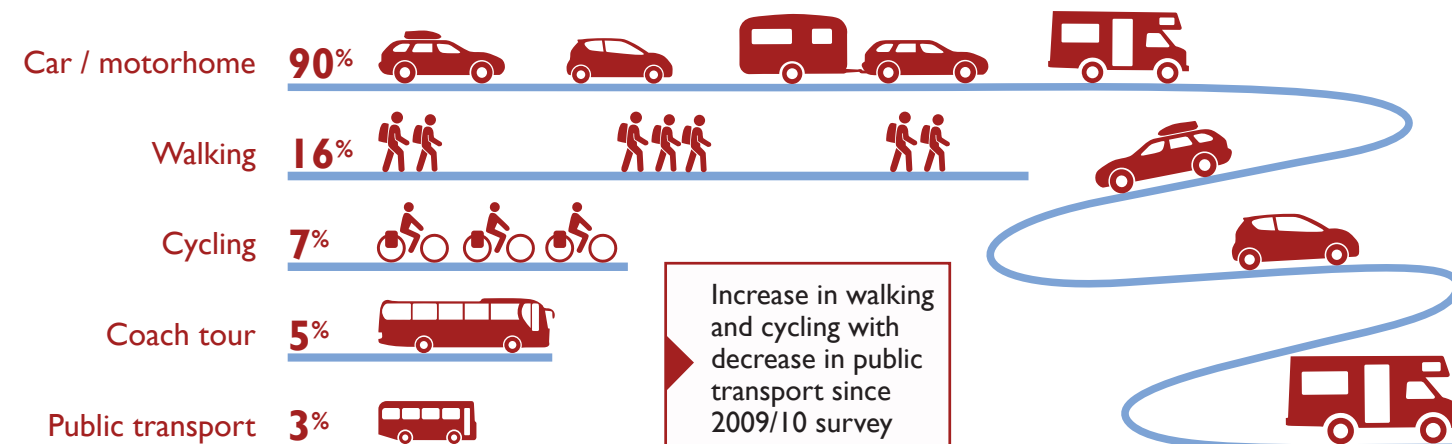 Car / motorhome 90%
Walking 16%
Cycling 7%
Coach tour 5%
Public transport 3%
Increase in walking
and cycling with
decrease in public
transport since
2009/10 survey